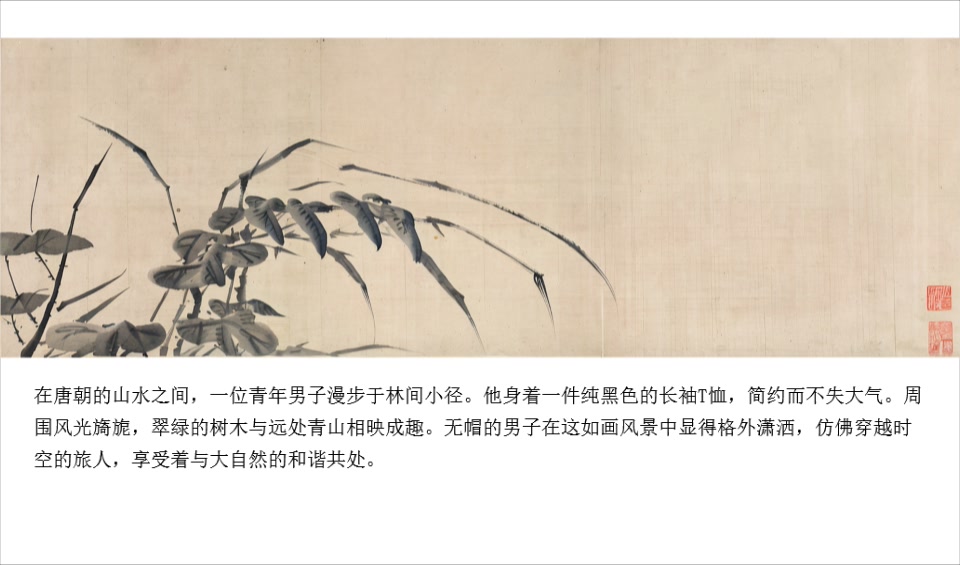 在唐朝的山水之间，一位青年男子漫步于林间小径。他身着一件纯黑色的长袖T恤，简约而不失大气。周
围风光旖旎，翠绿的树木与远处青山相映成趣。无帽的男子在这如画风景中显得格外潇洒，仿佛穿越时
空的旅人，享受着与大自然的和谐共处。